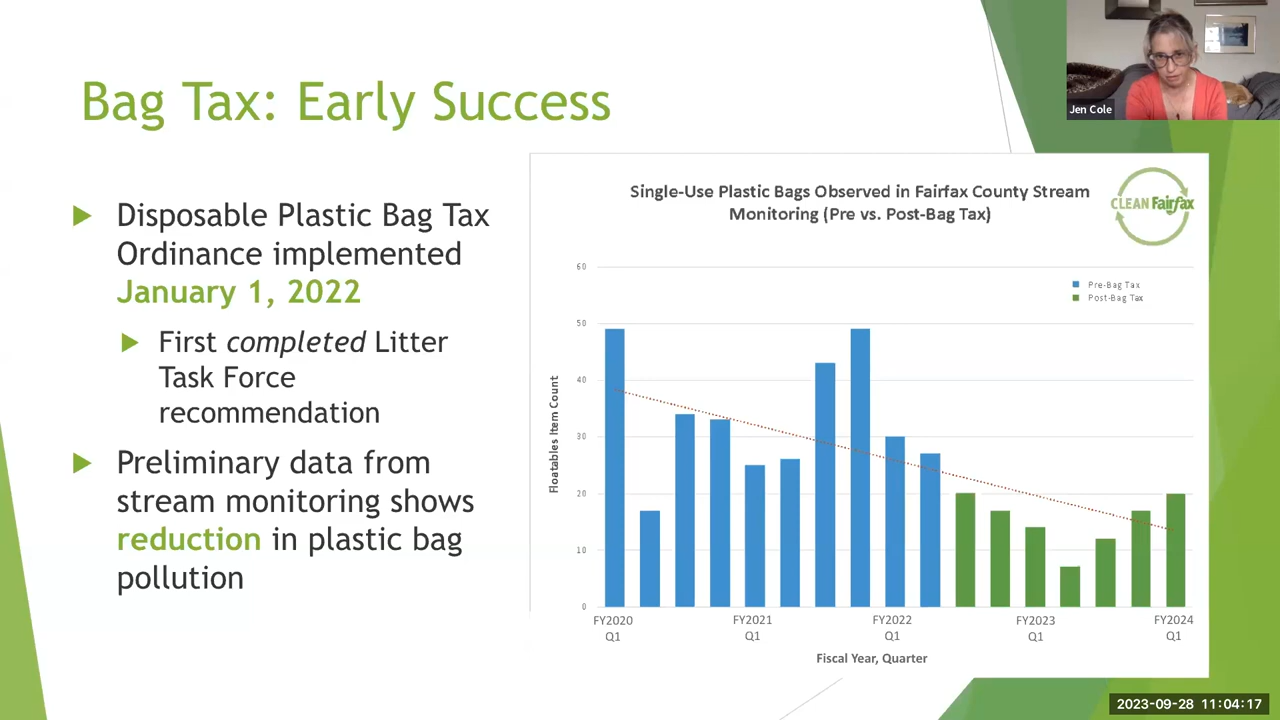 Bag Tax: Early Success
Jen Cole
Disposable Plastic Bag Tax
Ordinance implemented
January 1, 2022
First completed Litter
Task Force
recommendation
Preliminary data from
stream monitoring shows
reduction in plastic bag
pollution
Single-Use Plastic Bags Observed in Fairfax County Stream
Monitoring (Pre vs. Post-Bag Tax)
CLEAN Fairfax
Pre-Bag Tax
Post-Bag Tax
Floatables Item Count
60
50
40
30
20
10
0
FY2020 FY2021 FY2022 FY2023 FY2024
Q1 Q1 Q1 Q1 Q1
Fiscal Year, Quarter
2023-09-28 11:04:17